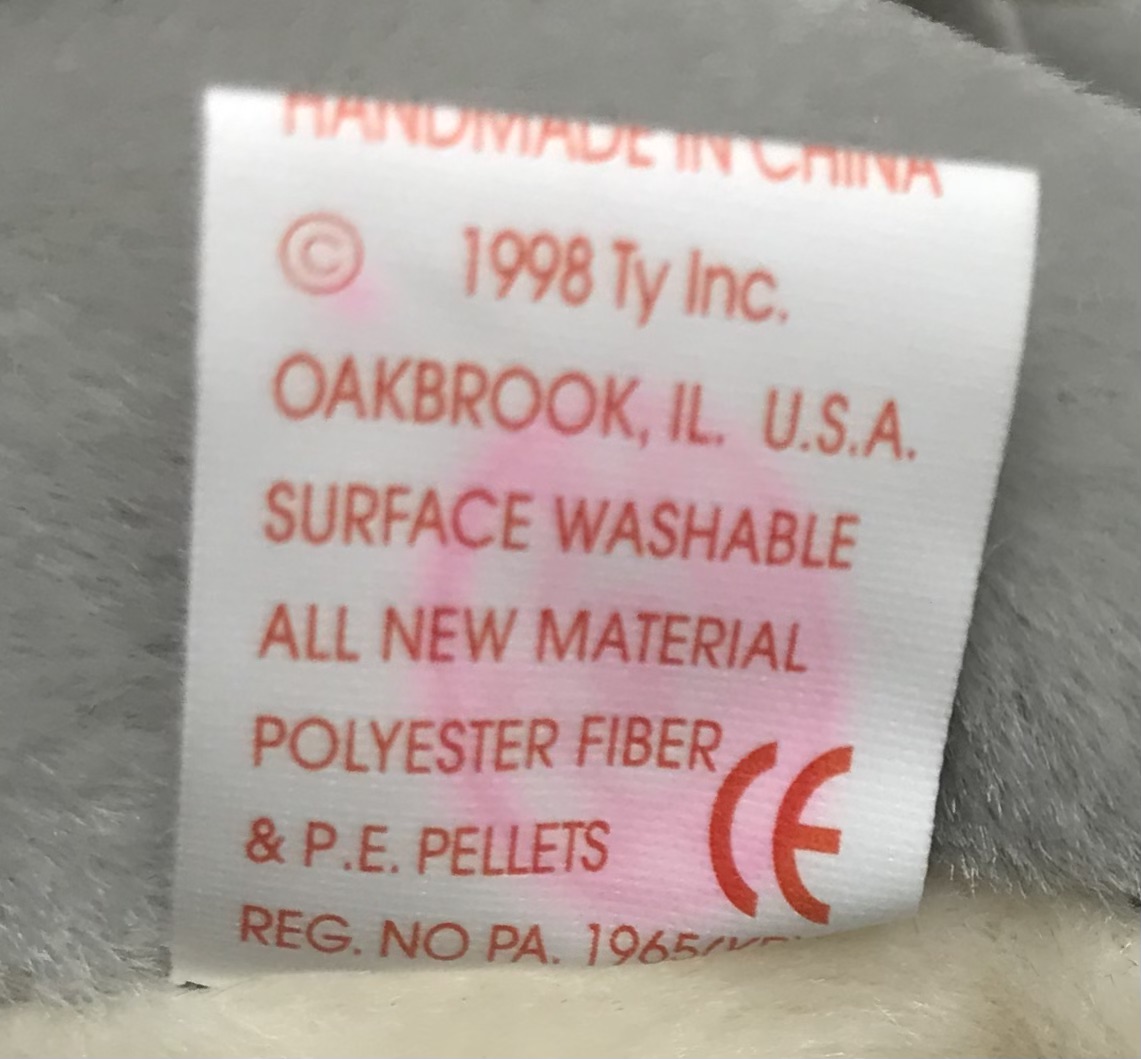 HANDMADE IN CHINA
© 1998 Ty Inc.
OAKBROOK, IL. U.S.A.
SURFACE WASHABLE
ALL NEW MATERIAL
POLYESTER FIBER
& P.E. PELLETS
CE
REG. NO PA. 1965